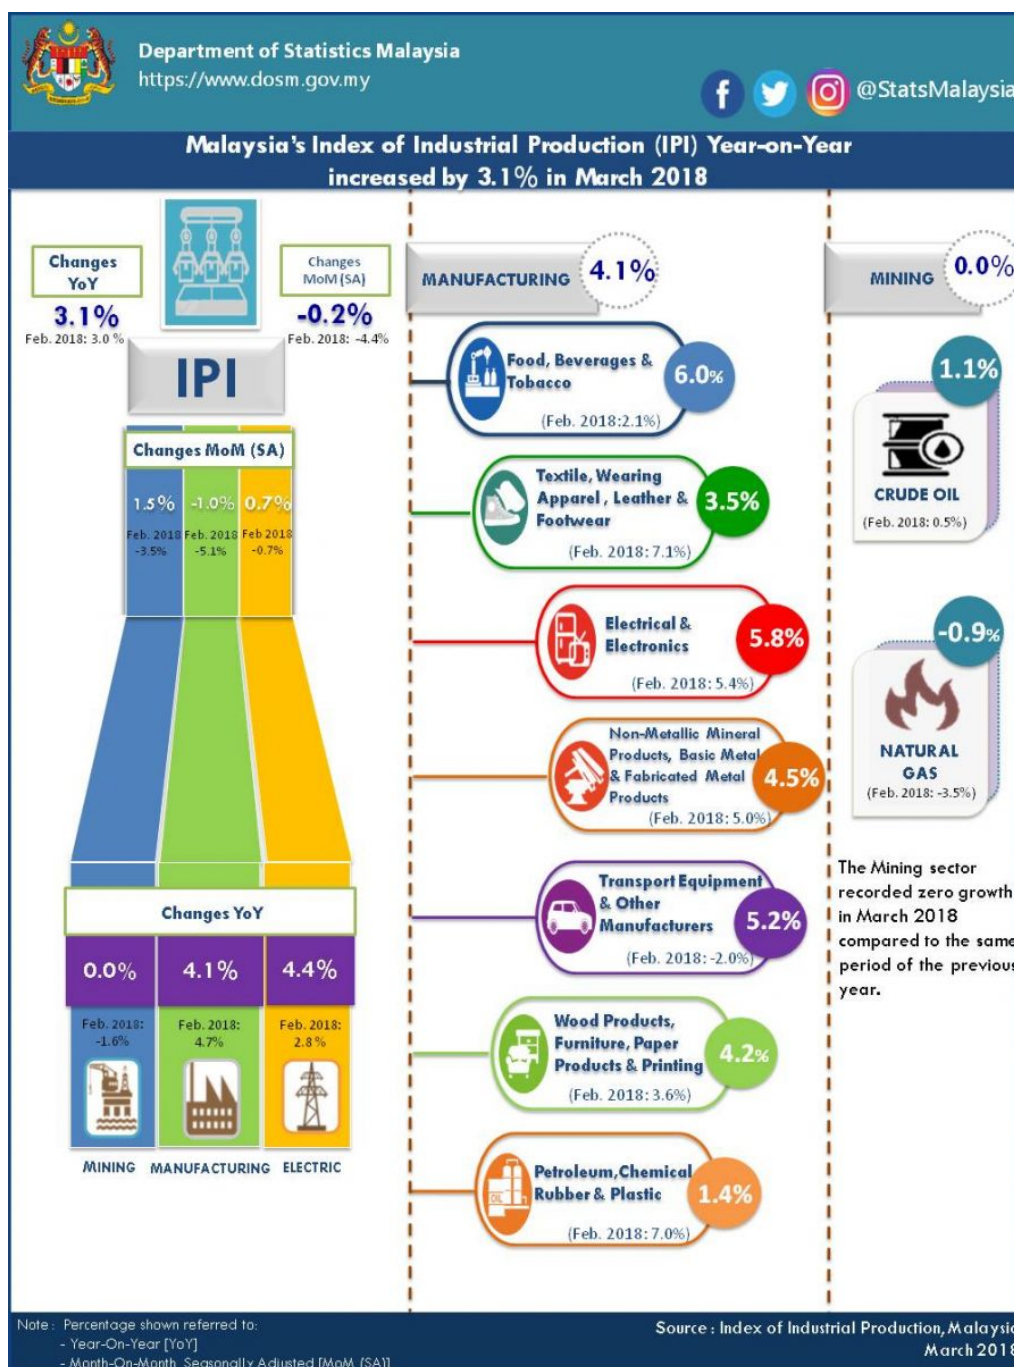 Department of Statistics Malaysia
https://www.dosm.gov.my
@StatsMalaysia
Malaysia's Index of Industrial Production (IPI) Year-on-Year
increased by 3.1% in March 2018
Changes
YoY
3.1%
Feb. 2018: 3.0 %
Changes
MoM (SA)
-0.2%
Feb. 2018: -4.4%
IPI
Changes MoM (SA)
1.5% -1.0% 0.7%
Feb. 2018 Feb. 2018 Feb 2018
-3.5% -5.1% -0.7%
Changes YoY
0.0% 4.1% 4.4%
Feb. 2018: Feb. 2018: Feb. 2018:
-1.6% 4.7% 2.8%
MINING MANUFACTURING ELECTRIC
MANUFACTURING 4.1%
Food, Beverages &
Tobacco
6.0%
(Feb. 2018:2.1%)
Textile, Wearing
Apparel , Leather &
Footwear
3.5%
(Feb. 2018: 7.1%)
Electrical &
Electronics
5.8%
(Feb. 2018: 5.4%)
Non-Metallic Mineral
Products, Basic Metal
& Fabricated Metal
Products
4.5%
(Feb. 2018: 5.0%)
Transport Equipment
& Other
Manufacturers
5.2%
(Feb. 2018: -2.0%)
Wood Products,
Furniture, Paper
Products & Printing
4.2%
(Feb. 2018: 3.6%)
OIL
Petroleum,Chemical
Rubber & Plastic
1.4%
(Feb. 2018: 7.0%)
MINING 0.0%
1.1%
CRUDE OIL
(Feb. 2018: 0.5%)
-0.9%
NATURAL
GAS
(Feb. 2018: -3.5%)
The Mining sector
recorded zero growth
in March 2018
compared to the same
period of the previous
year.
Note : Percentage shown referred to:
- Year-On-Year [YoY]
- Month-On-Month, Seasonally Adjusted [MoM (SA)]
Source : Index of Industrial Production, Malaysia
March 2018